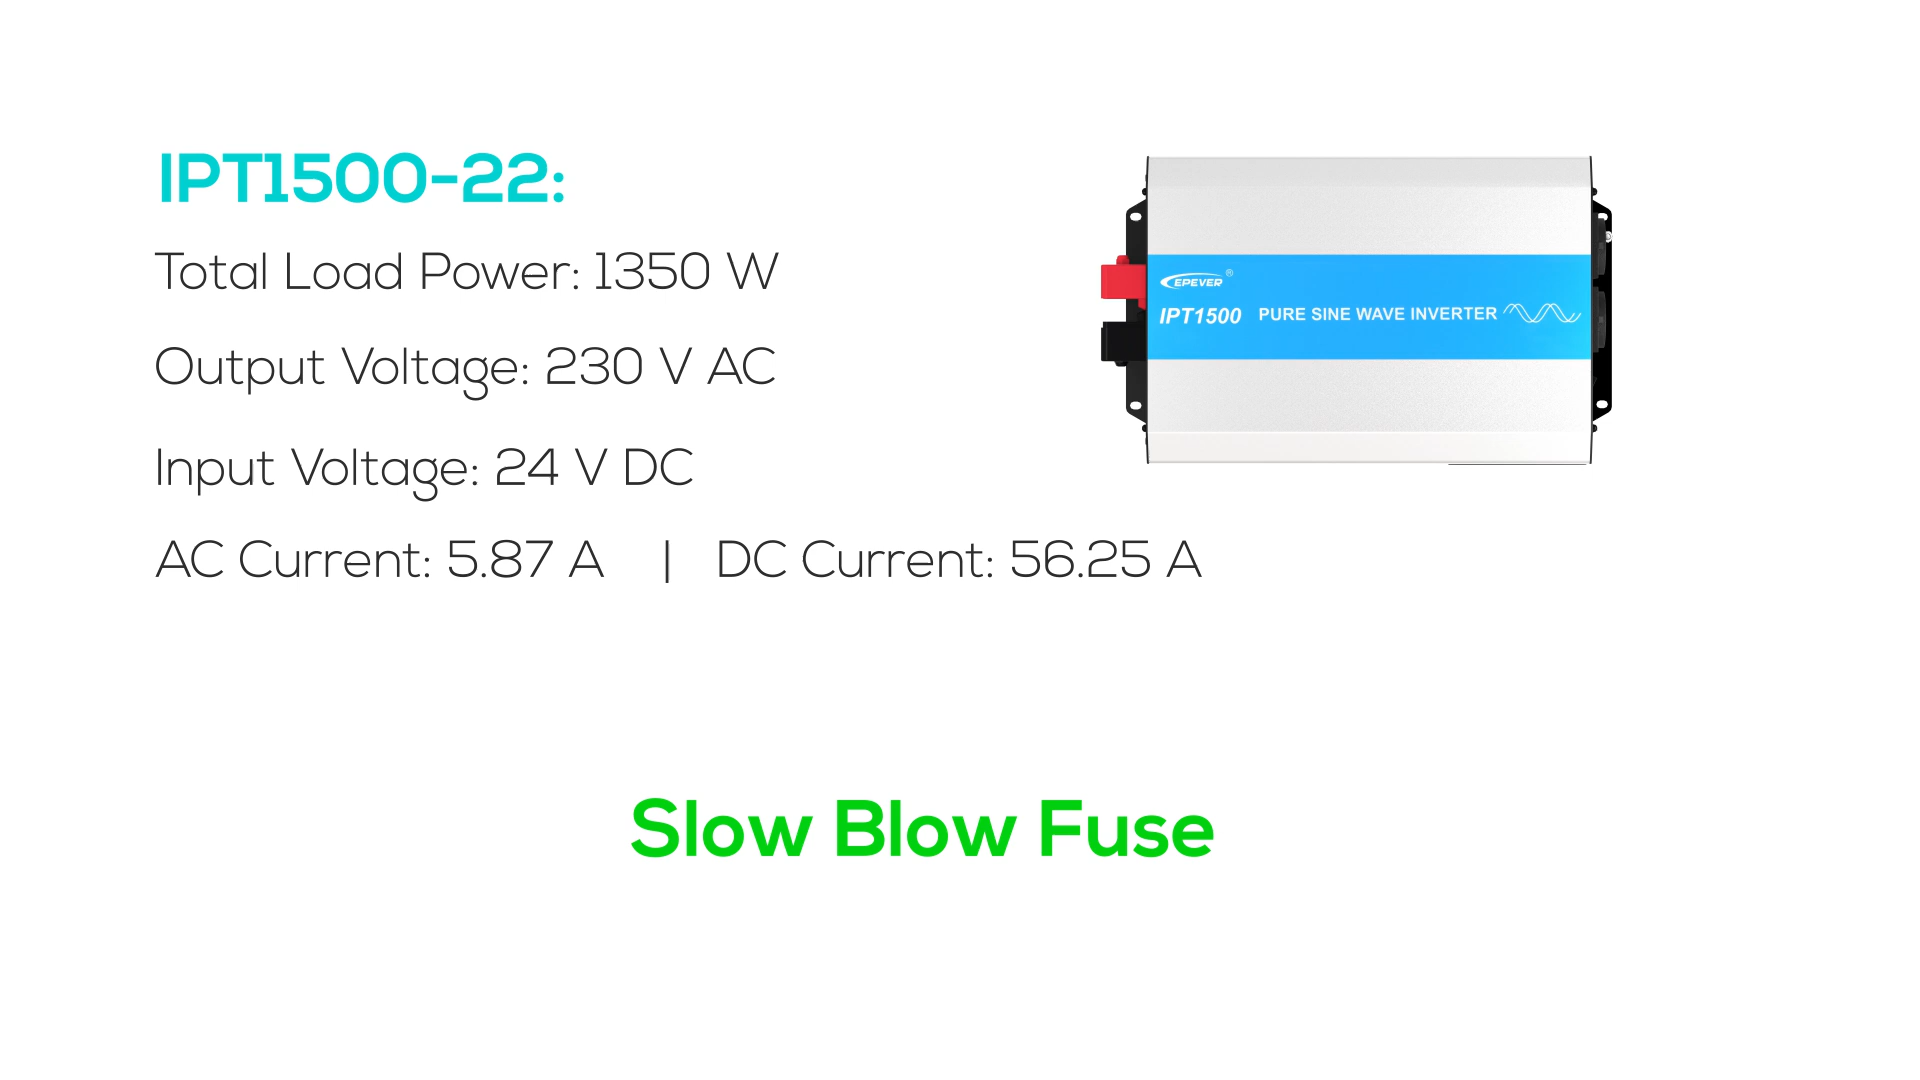 IPT1500-22:
Total Load Power: 1350 W
Output Voltage: 230 V AC
Input Voltage: 24 V DC
AC Current: 5.87 A | DC Current: 56.25 A
EPEVER®
IPT1500 PURE SINE WAVE INVERTER
Slow Blow Fuse